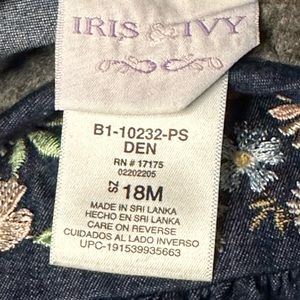 IRIS & IVY
B1-10232-PS
DEN
RN # 17175
02202205
23 18M
MADE IN SRI LANKA
HECHO EN SRI LANKA
CARE ON REVERSE
CUIDADOS AL LADO INVERSO
UPC-191539935663